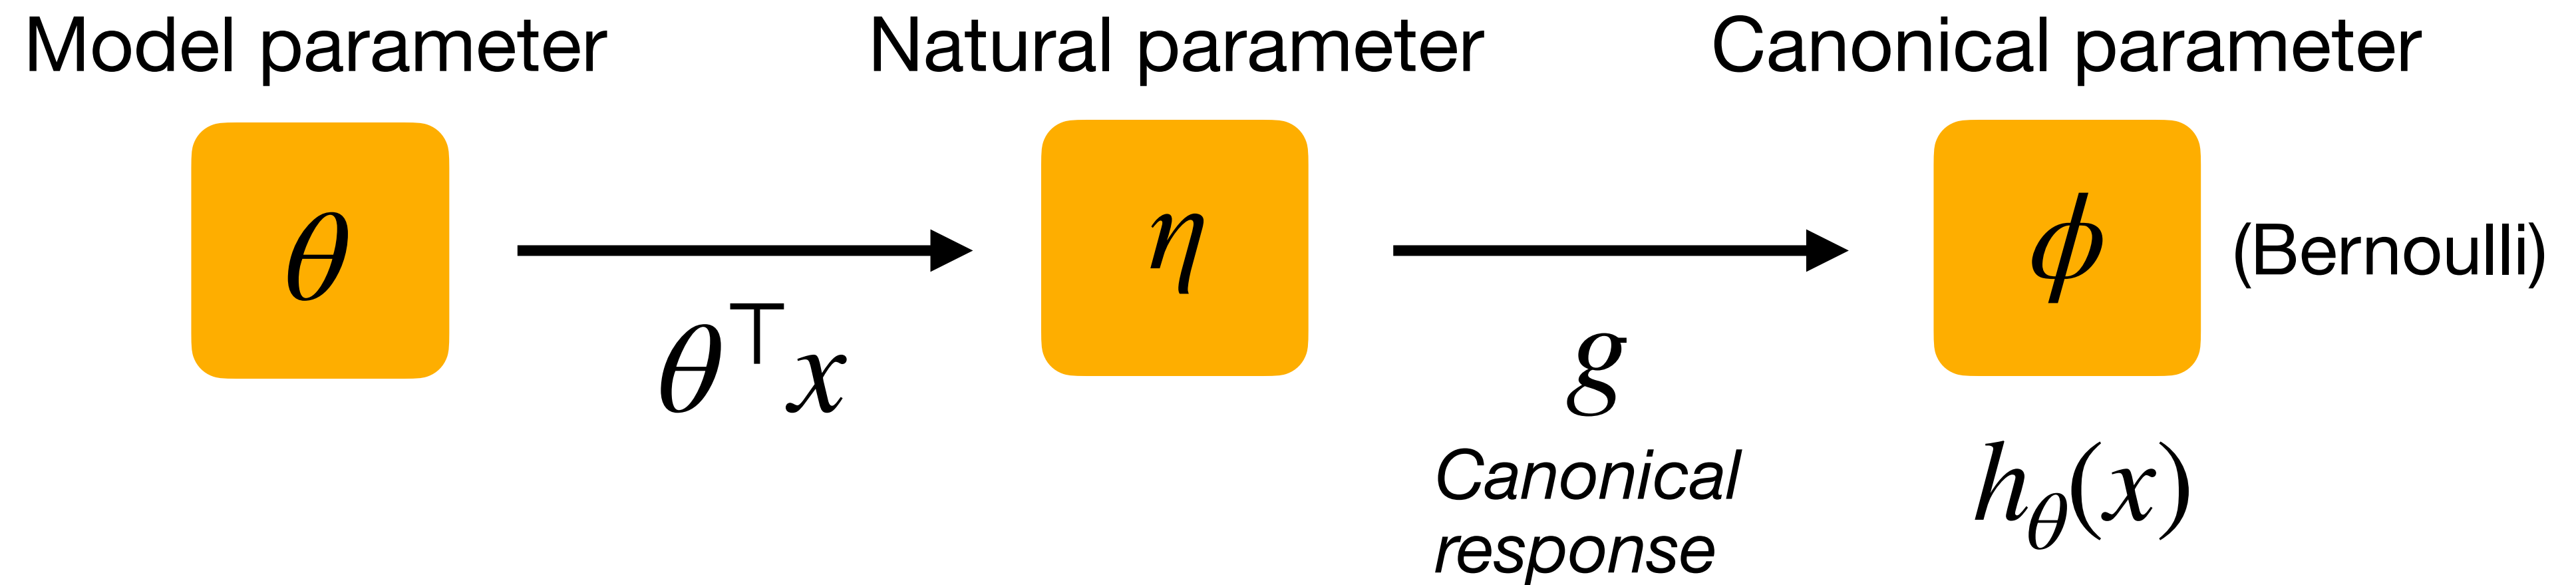 Model parameter
Natural parameter
Canonical parameter
θ
η
ϕ
(Bernoulli)
θ⊤x
g
Canonical
response
hθ(x)